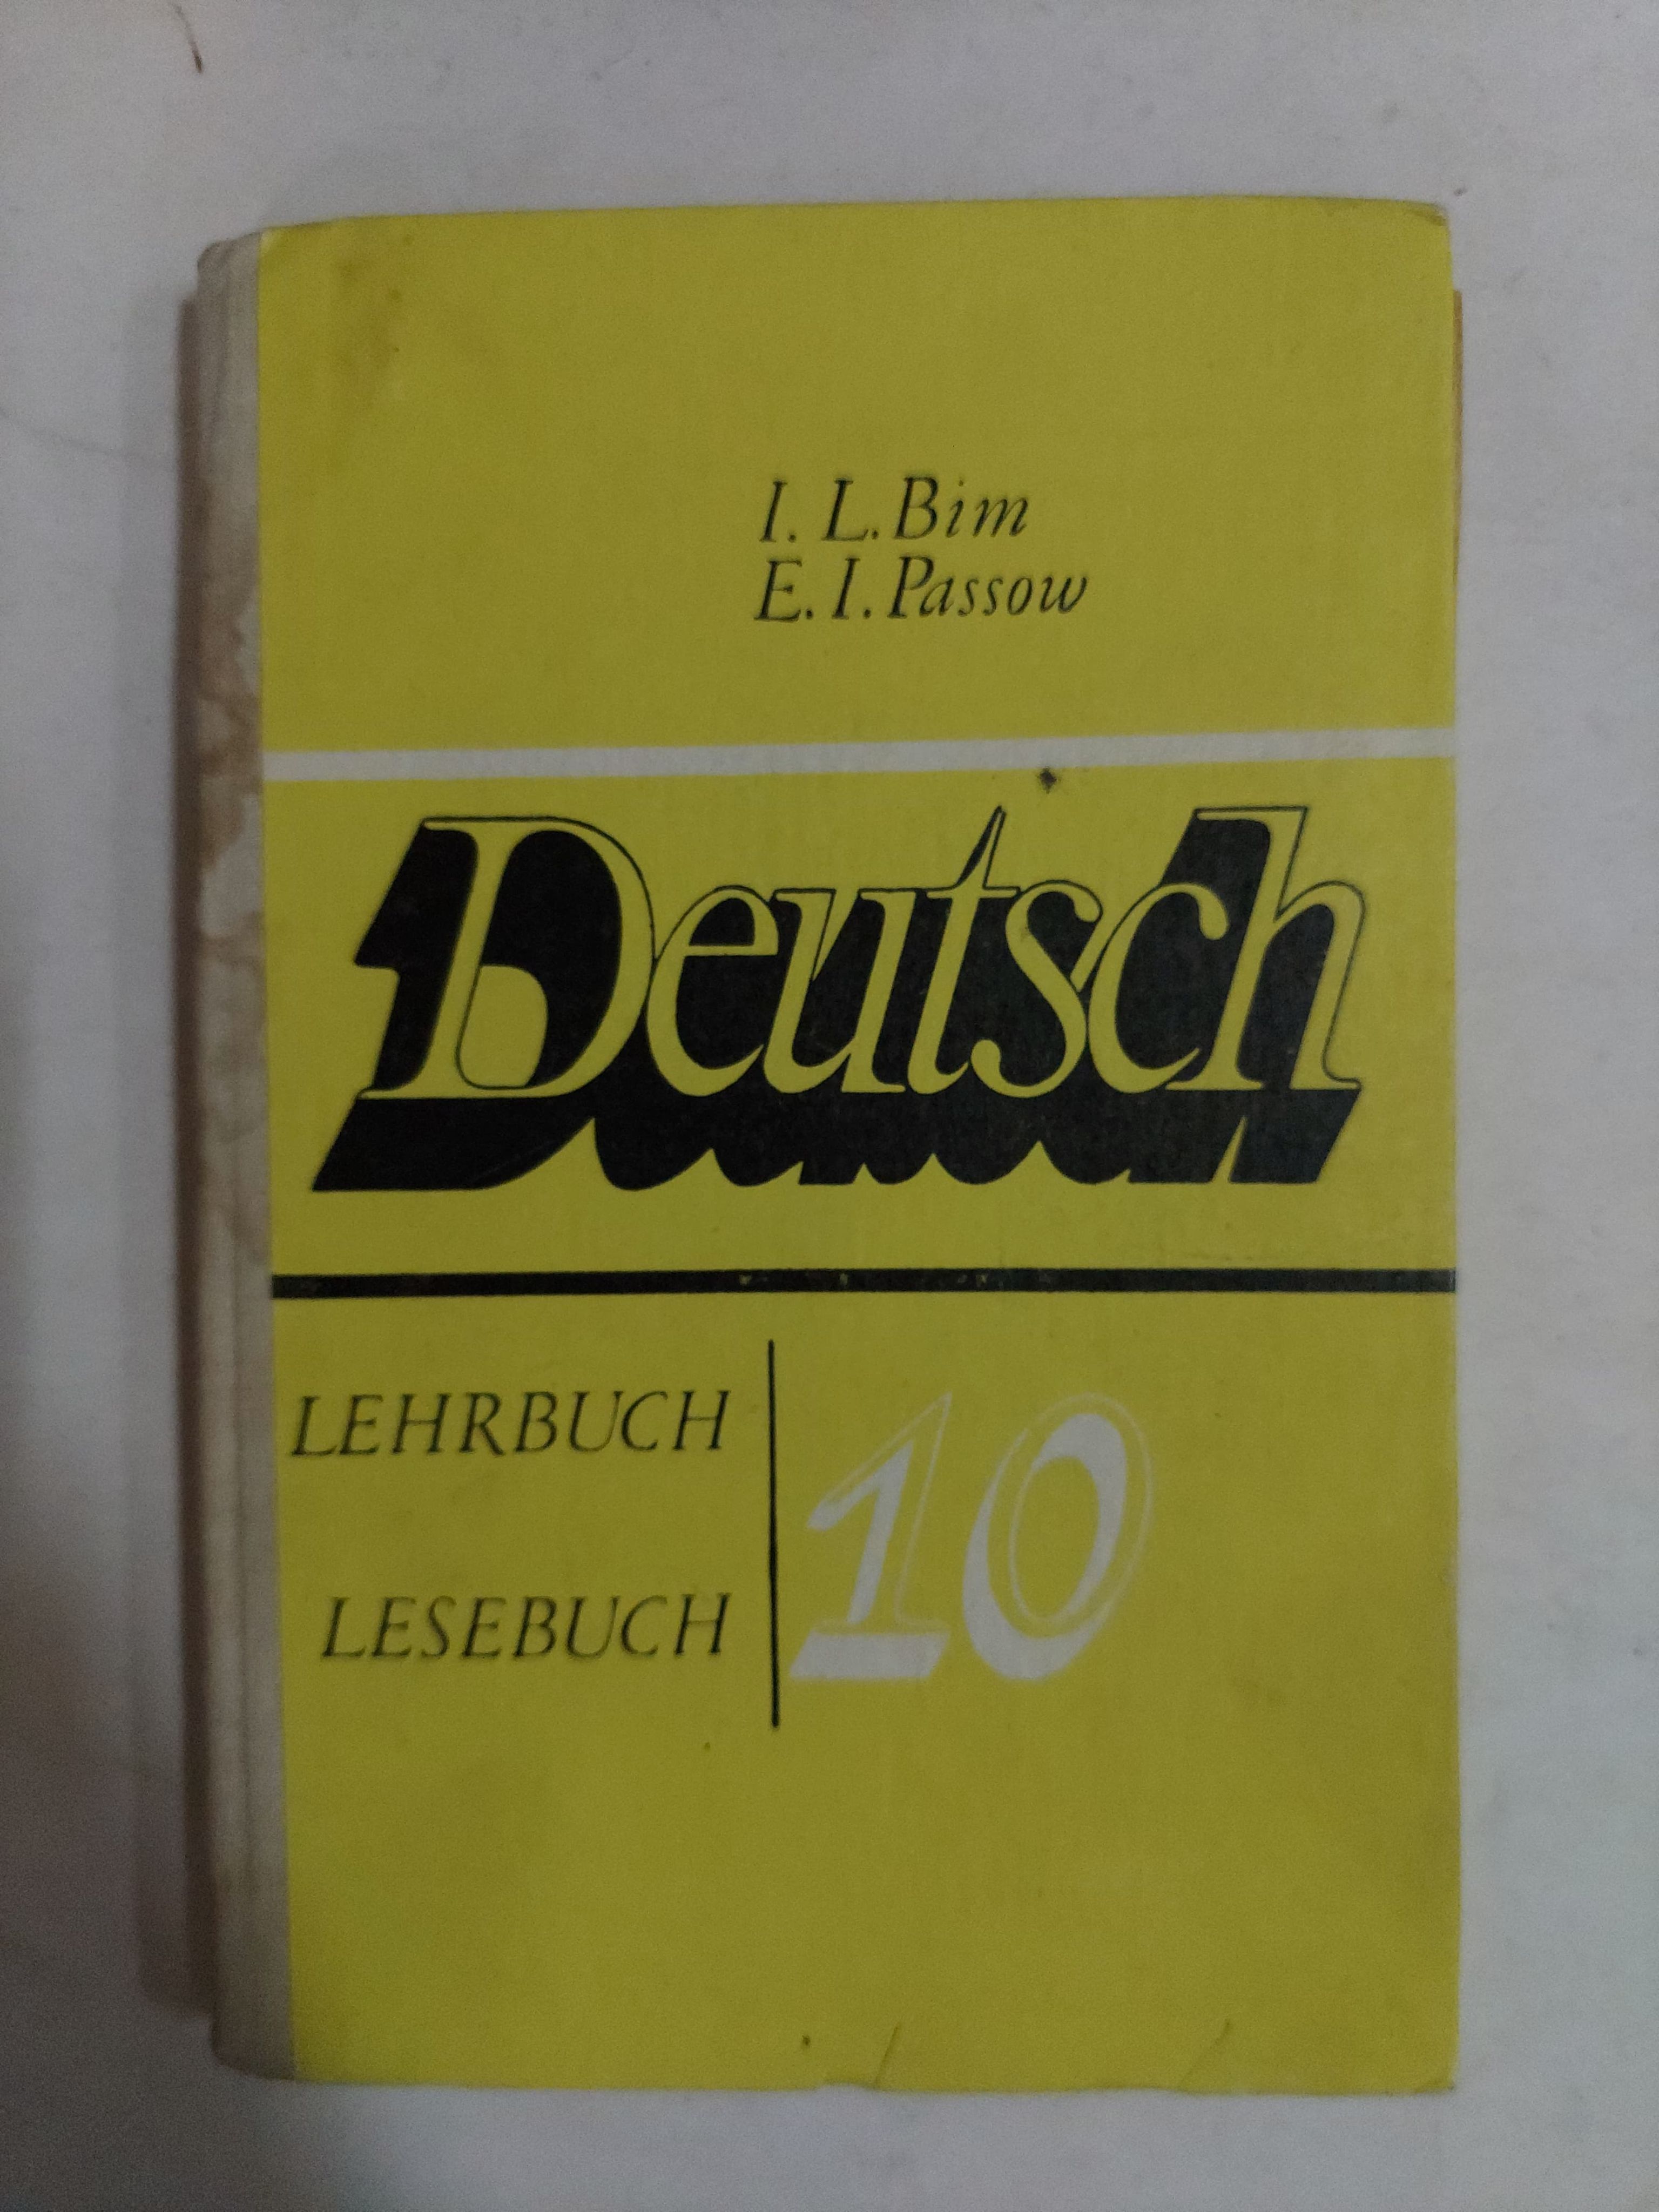 I. L. Bim
E. I. Passow
Deutsch
LEHRBUCH
10
LESEBUCH